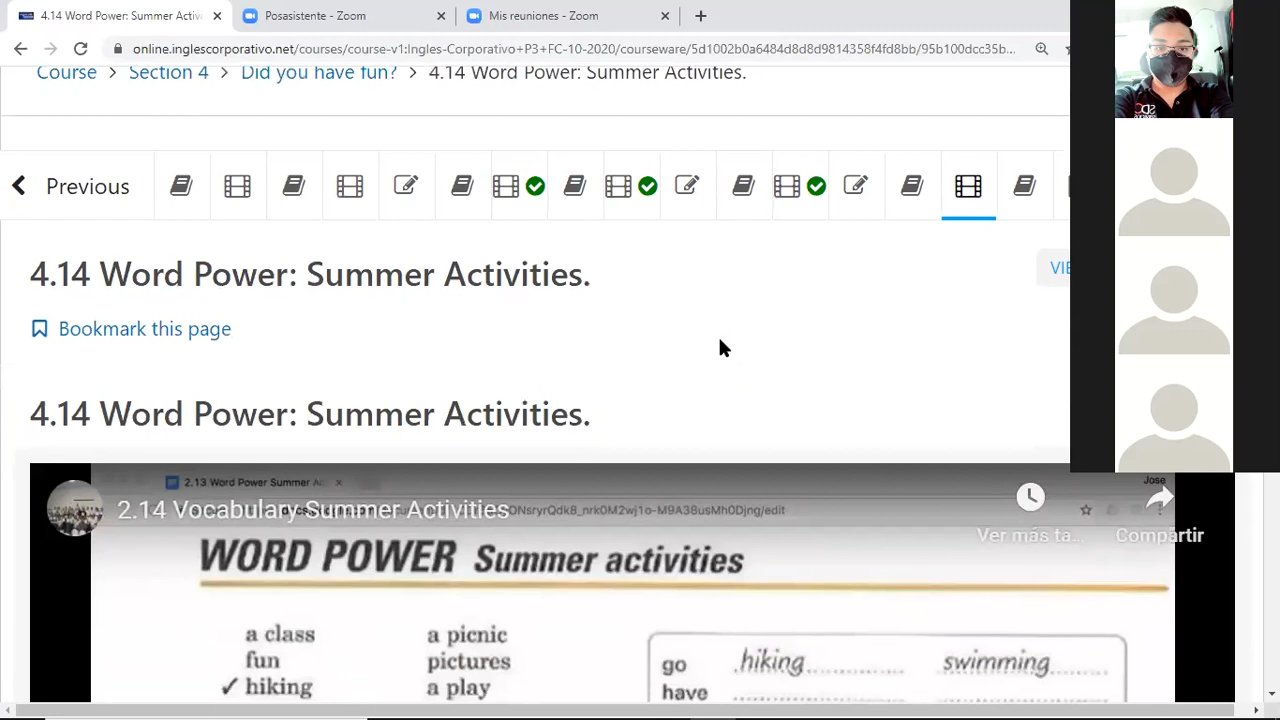 4.14 Word Power: Summer Activ
Posasistente - Zoom
Mis reuniones - Zoom
online.inglescorporativo.net/courses/course-v1:Ingles-Corporativo+P3+FC-10-2020/courseware/
Course > Section 4 > Did you have fun? > 4.14 Word Power: Summer Activities.
Previous
4.14 Word Power: Summer Activities.
VIE
Bookmark this page
4.14 Word Power: Summer Activities.
2.13 Word Power Summer A
Jose
2.14 Vocabulary Summer Activities
Ver más ta...
Compartir
WORD POWER Summer activities
a class
fun
✓ hiking
a picnic
pictures
a play
go hiking swimming
have